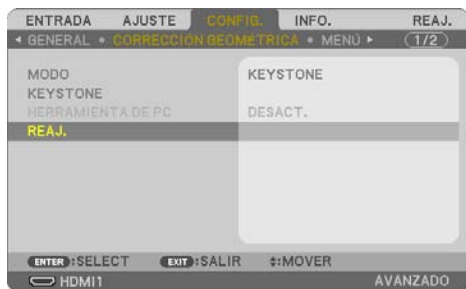 ENTRADA AJUSTE CONFIG. INFO. REAJ.
GENERAL • CORRECCIÓN GEOMÉTRICA • MENÚ (1/2)
MODO KEYSTONE
KEYSTONE
HERRAMIENTA DE PC DESACT.
REAJ.
ENTER :SELECT EXIT :SALIR :MOVER
HDMI1 AVANZADO